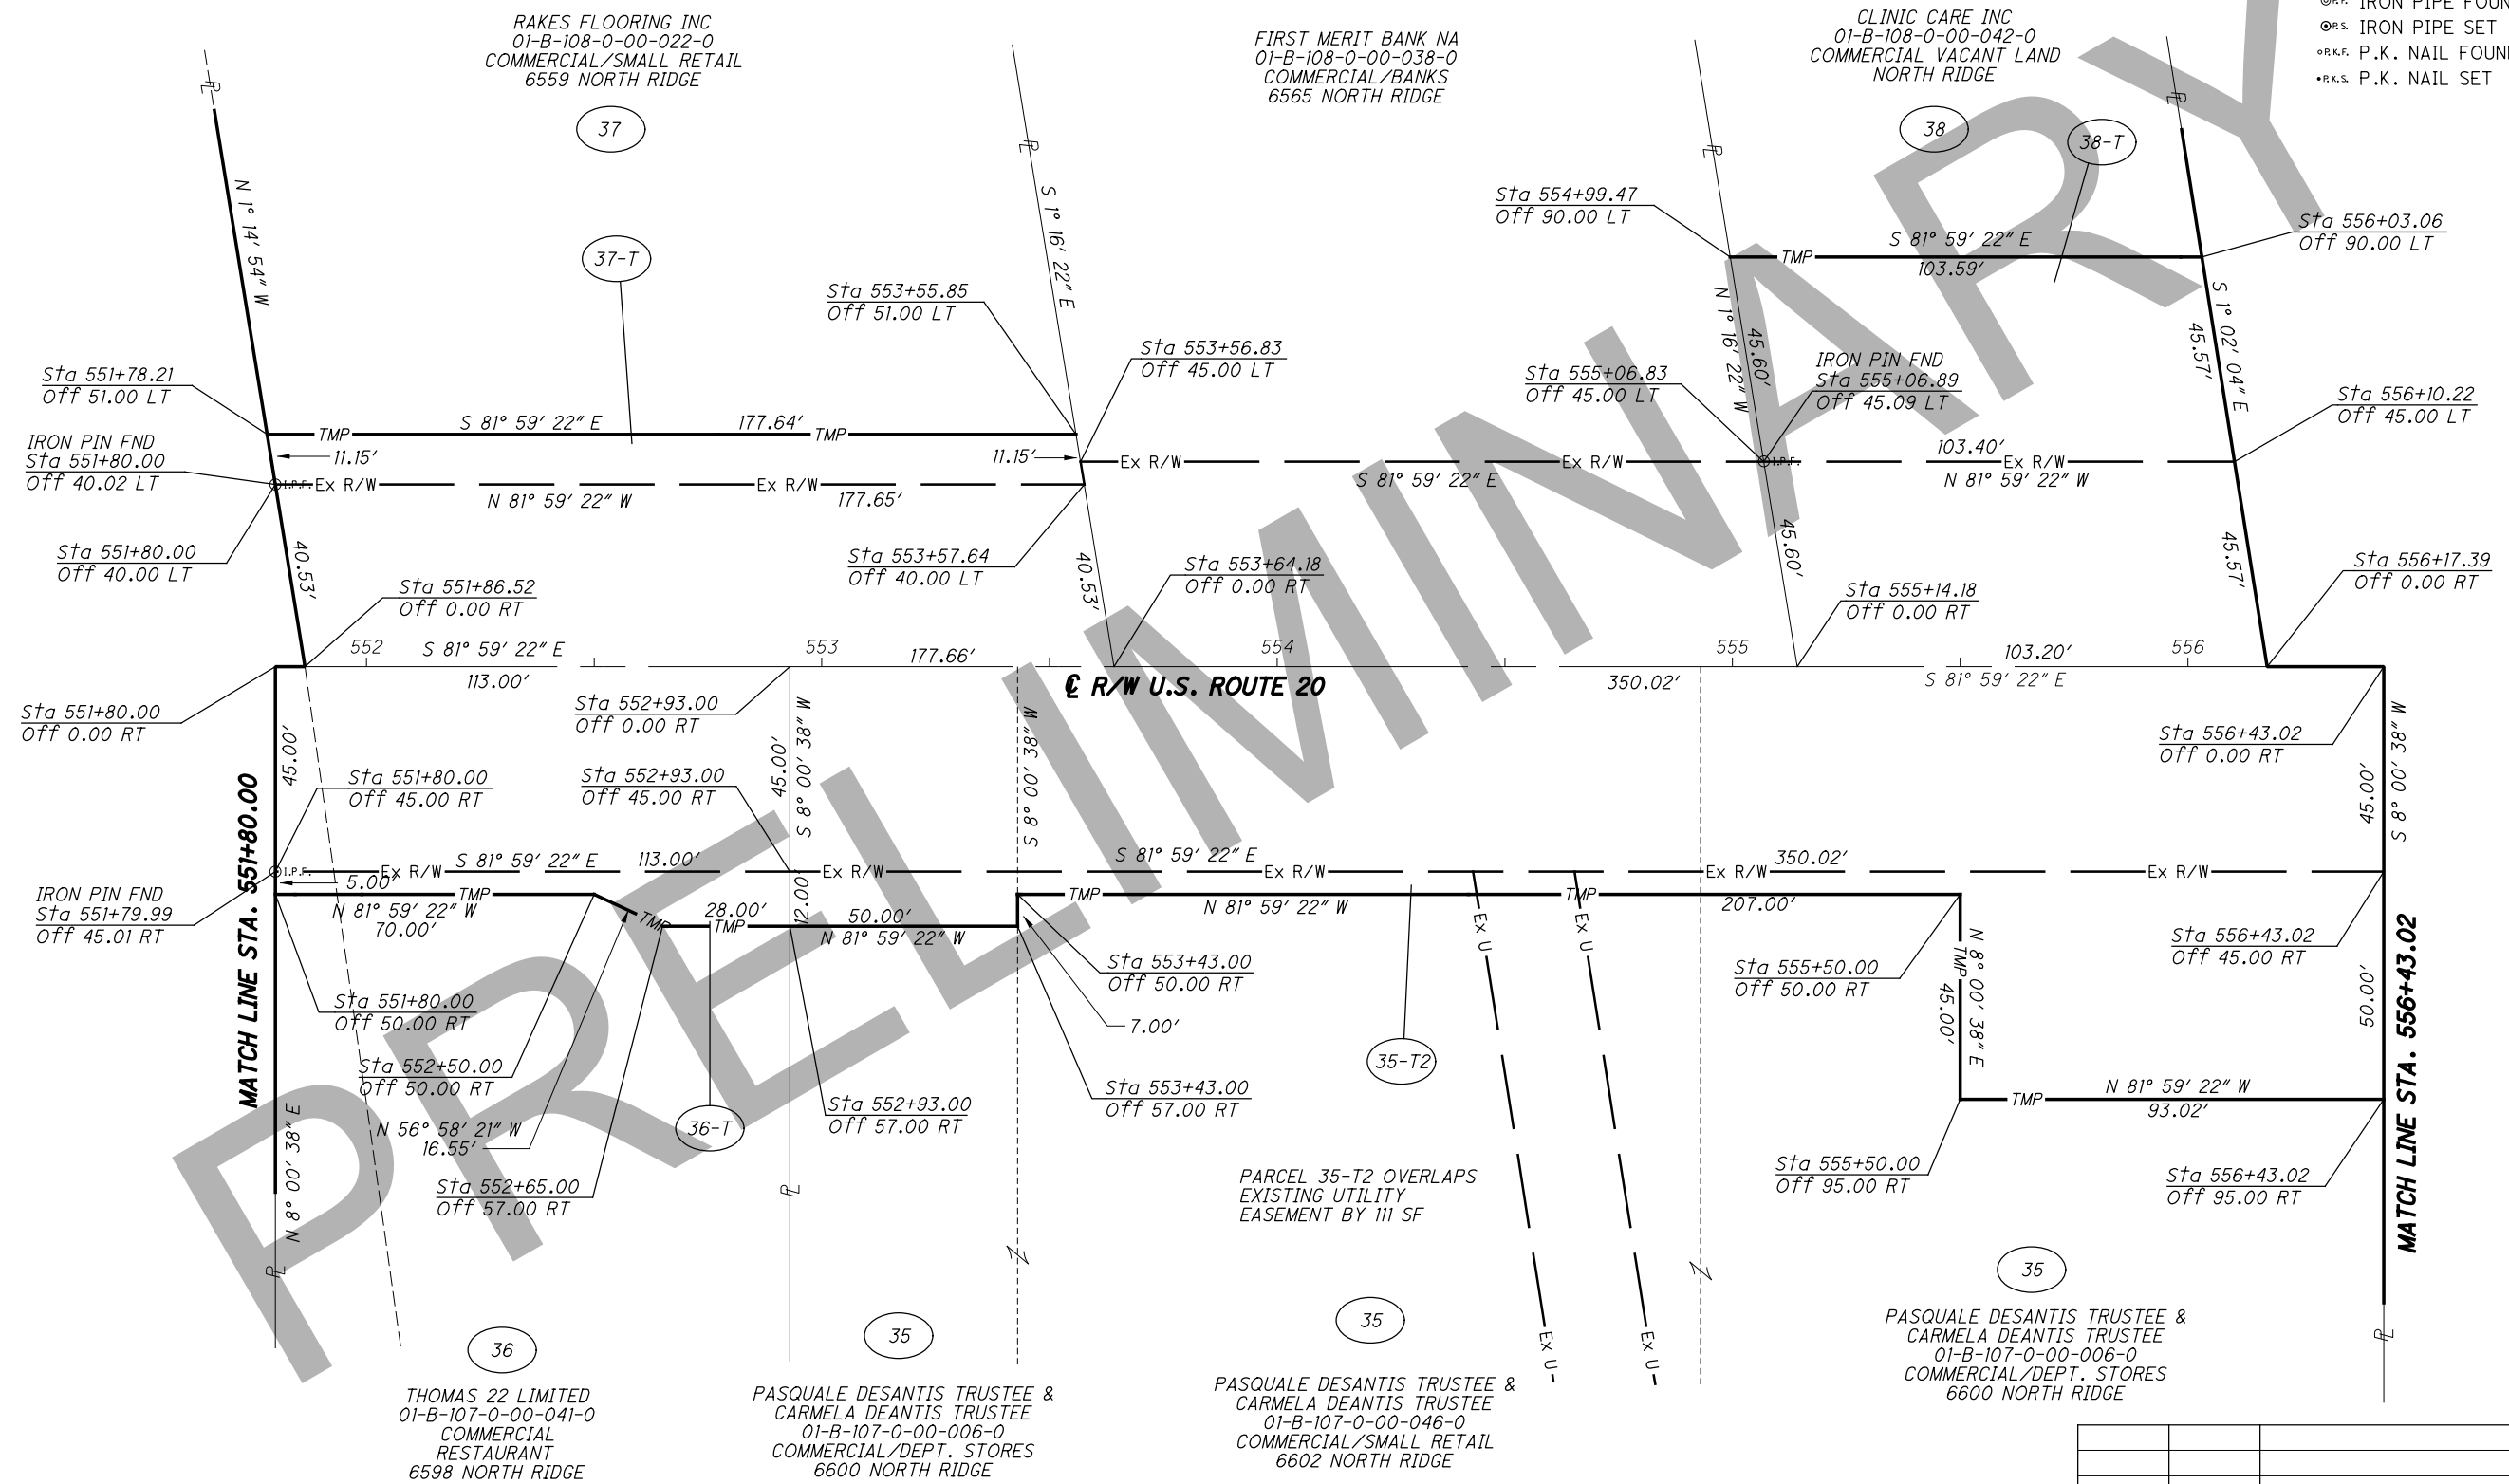 RAKES FLOORING INC
01-B-108-0-00-022-0
COMMERCIAL/SMALL RETAIL
6559 NORTH RIDGE
37
FIRST MERIT BANK NA
01-B-108-0-00-038-0
COMMERCIAL/BANKS
6565 NORTH RIDGE
CLINIC CARE INC
01-B-108-0-00-042-0
COMMERCIAL VACANT LAND
NORTH RIDGE
38
38-T
I.P.F. IRON PIPE FOUN
I.P.S. IRON PIPE SET
P.K.F. P.K. NAIL FOUN
P.K.S. P.K. NAIL SET
PL
PL
PL
PL
N 1° 14' 54" W
37-T
S 1° 16' 22" E
Sta 553+55.85
Off 51.00 LT
Sta 554+99.47
Off 90.00 LT
TMP
S 81° 59' 22" E
103.59'
Sta 556+03.06
Off 90.00 LT
Sta 551+78.21
Off 51.00 LT
Sta 553+56.83
Off 45.00 LT
N 1° 16' 22" W
45.60'
Sta 555+06.83
Off 45.00 LT
IRON PIN FND
Sta 555+06.89
Off 45.09 LT
S 1° 02' 04" E
45.57'
Sta 556+10.22
Off 45.00 LT
TMP
S 81° 59' 22" E
177.64'
TMP
IRON PIN FND
Sta 551+80.00
Off 40.02 LT
11.15'
11.15'
I.P.F.
Ex R/W
N 81° 59' 22" W
Ex R/W
177.65'
Ex R/W
S 81° 59' 22" E
Ex R/W
I.P.F.
103.40'
Ex R/W
N 81° 59' 22" W
Sta 551+80.00
Off 40.00 LT
40.53'
Sta 553+57.64
Off 40.00 LT
40.53'
Sta 553+64.18
Off 0.00 RT
45.60'
45.57'
Sta 556+17.39
Off 0.00 RT
Sta 551+86.52
Off 0.00 RT
Sta 555+14.18
Off 0.00 RT
552
S 81° 59' 22" E
113.00'
553
177.66'
554
555
103.20'
556
CL R/W U.S. ROUTE 20
350.02'
S 81° 59' 22" E
Sta 551+80.00
Off 0.00 RT
Sta 552+93.00
Off 0.00 RT
Sta 556+43.02
Off 0.00 RT
45.00'
45.00'
S 8° 00' 38" W
S 8° 00' 38" W
45.00'
S 8° 00' 38" W
MATCH LINE STA. 551+80.00
Sta 551+80.00
Off 45.00 RT
Sta 552+93.00
Off 45.00 RT
I.P.F.
Ex R/W
S 81° 59' 22" E
113.00'
Ex R/W
S 81° 59' 22" E
Ex R/W
Ex R/W
350.02'
Ex R/W
IRON PIN FND
Sta 551+79.99
Off 45.01 RT
5.00'
TMP
N 81° 59' 22" W
70.00'
TMP
28.00'
TMP
12.00'
50.00'
N 81° 59' 22" W
TMP
N 81° 59' 22" W
TMP
207.00'
Ex U
Ex U
Sta 553+43.00
Off 50.00 RT
7.00'
Sta 555+50.00
Off 50.00 RT
TMP
N 8° 00' 38" E
45.00'
Sta 556+43.02
Off 45.00 RT
50.00'
MATCH LINE STA. 556+43.02
Sta 551+80.00
Off 50.00 RT
Sta 552+50.00
Off 50.00 RT
35-T2
N 56° 58' 21" W
16.55'
36-T
Sta 552+93.00
Off 57.00 RT
Sta 553+43.00
Off 57.00 RT
TMP
N 81° 59' 22" W
93.02'
Sta 552+65.00
Off 57.00 RT
N 8° 00' 38" E
PL
PL
PARCEL 35-T2 OVERLAPS
EXISTING UTILITY
EASEMENT BY 111 SF
Sta 555+50.00
Off 95.00 RT
Sta 556+43.02
Off 95.00 RT
Ex U
Ex U
PL
36
THOMAS 22 LIMITED
01-B-107-0-00-041-0
COMMERCIAL
RESTAURANT
6598 NORTH RIDGE
35
PASQUALE DESANTIS TRUSTEE &
CARMELA DEANTIS TRUSTEE
01-B-107-0-00-006-0
COMMERCIAL/DEPT. STORES
6600 NORTH RIDGE
35
PASQUALE DESANTIS TRUSTEE &
CARMELA DEANTIS TRUSTEE
01-B-107-0-00-046-0
COMMERCIAL/SMALL RETAIL
6602 NORTH RIDGE
35
PASQUALE DESANTIS TRUSTEE &
CARMELA DEANTIS TRUSTEE
01-B-107-0-00-006-0
COMMERCIAL/DEPT. STORES
6600 NORTH RIDGE
PRELIMINARY